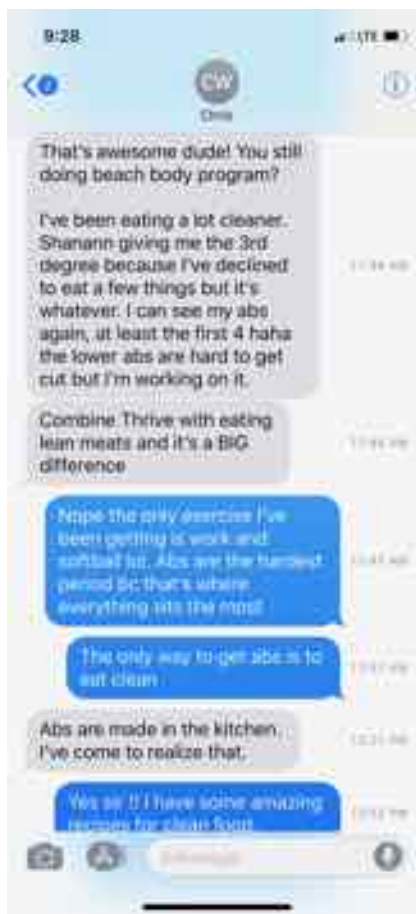 9:28
LTE
CW
Chris
That's awesome dude! You still
doing beach body program?
I've been eating a lot cleaner.
Shanann giving me the 3rd
degree because I've declined
to eat a few things but it's
whatever. I can see my abs
again, at least the first 4 haha
the lower abs are hard to get
cut but I'm working on it.
Combine Thrive with eating
lean meats and it's a BIG
difference
Nope the only exercise I've
been getting is work and
softball lol. Abs are the hardest
period bc that's where
everything sits the most
The only way to get abs is to
eat clean
Abs are made in the kitchen.
I've come to realize that.
Yes sir !! I have some amazing
recipes for clean food
iMessage